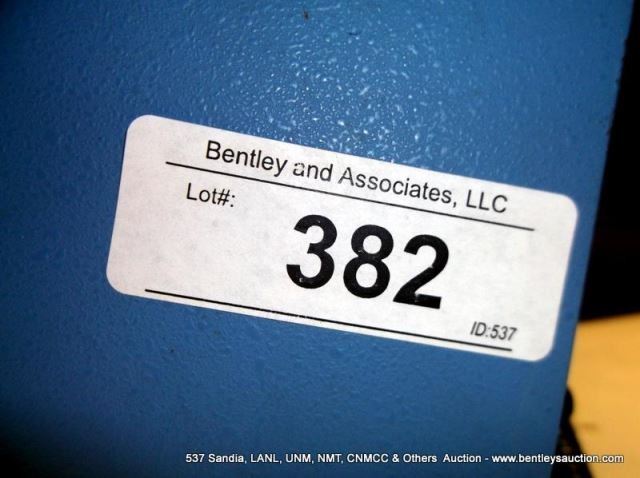 Bentley and Associates, LLC
Lot#:
382
ID:537
537 Sandia, LANL, UNM, NMT, CNMCC & Others Auction - www.bentleysauction.com